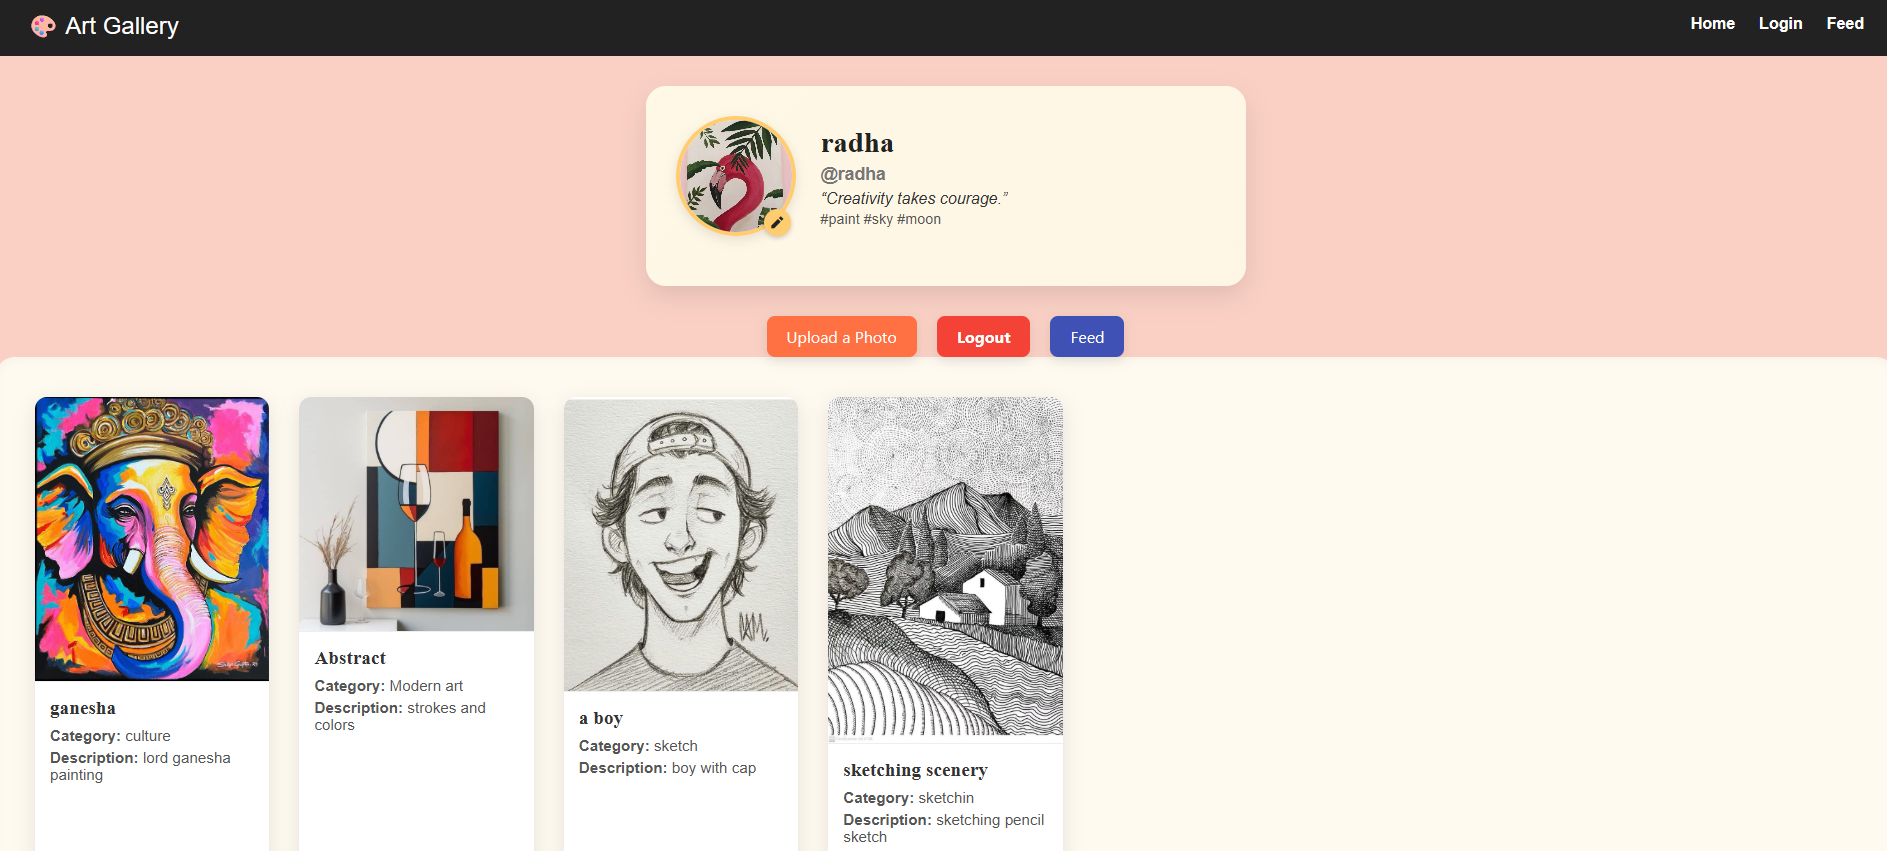 Art Gallery
Home Login Feed
radha
@radha
“Creativity takes courage.”
#paint #sky #moon
Upload a Photo Logout Feed
ganesha
Category: culture
Description: lord ganesha
painting
Abstract
Category: Modern art
Description: strokes and
colors
a boy
Category: sketch
Description: boy with cap
sketching scenery
Category: sketchin
Description: sketching pencil
sketch